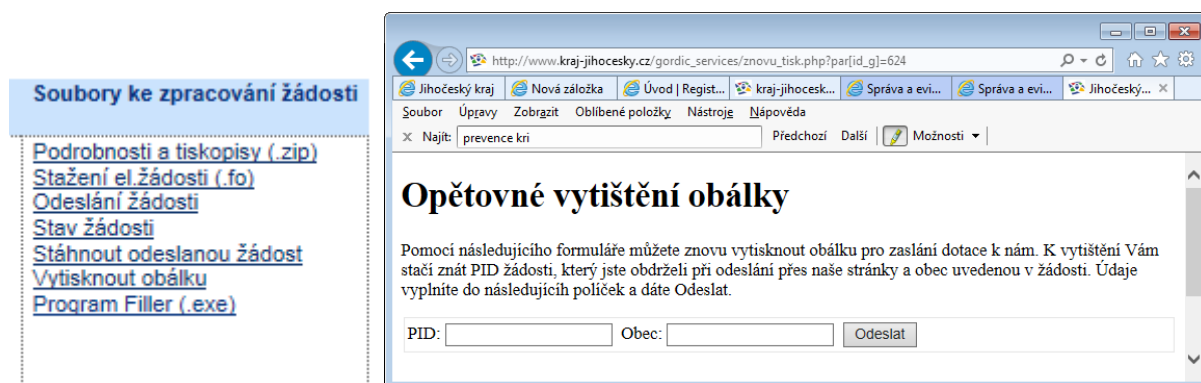 Soubory ke zpracování žádosti
Podrobnosti a tiskopisy (.zip)
Stažení el.žádosti (.fo)
Odeslání žádosti
Stav žádosti
Stáhnout odeslanou žádost
Vytisknout obálku
Program Filler (.exe)
http://www.kraj-jihocesky.cz/gordic_services/znovu_tisk.php?par[id_g]=624
Jihočeský kraj Nová záložka Úvod | Regist... kraj-jihocesk... Správa a evi... Správa a evi... Jihočeský...
Soubor Úpravy Zobrazit Oblíbené položky Nástroje Nápověda
Najít: prevence kri Předchozí Další Možnosti
Opětovné vytištění obálky
Pomocí následujícího formuláře můžete znovu vytisknout obálku pro zaslání dotace k nám. K vytištění Vám
stačí znát PID žádosti, který jste obdrželi při odeslání přes naše stránky a obec uvedenou v žádosti. Údaje
vyplníte do následujícíh políček a dáte Odeslat.
PID: Obec: Odeslat